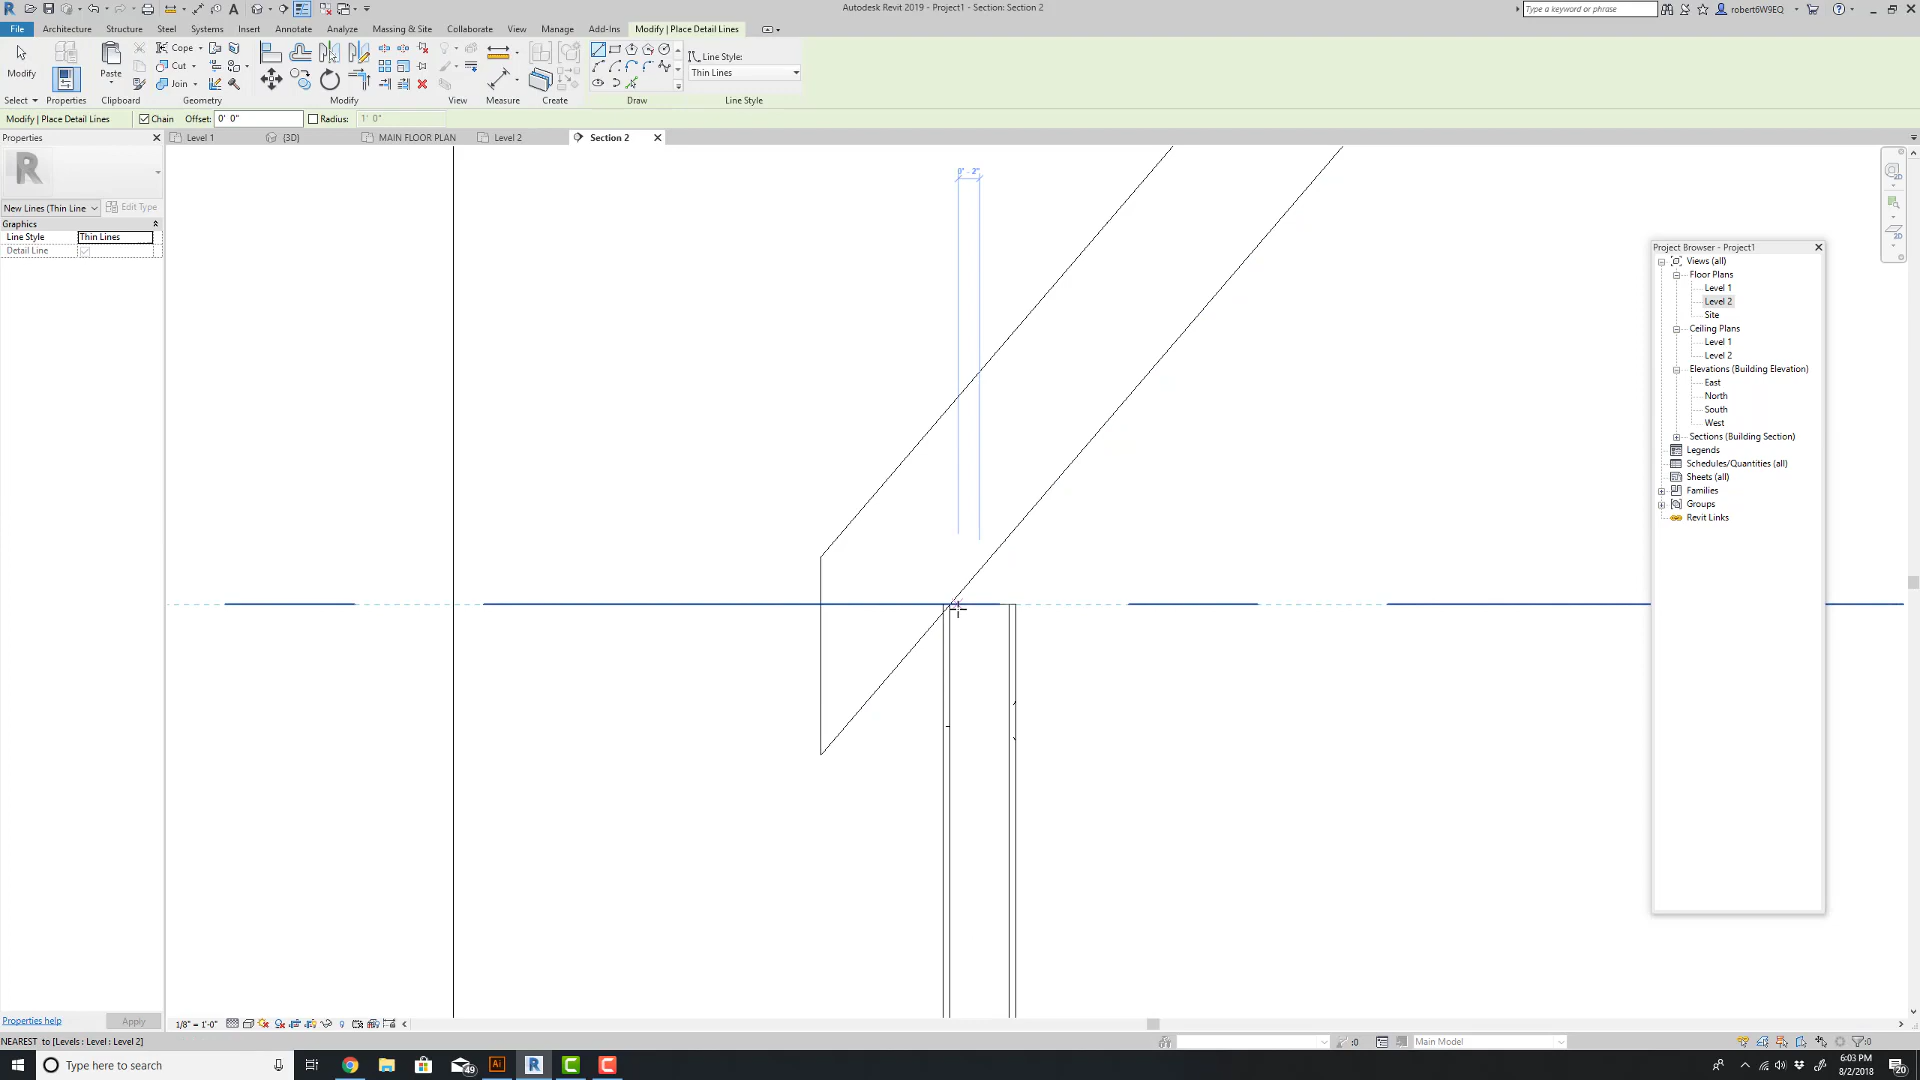 Autodesk Revit 2019 - Project1 - Section: Section 2
Type a keyword or phrase
robert6W9EQ
File
Architecture
Structure
Steel
Systems
Insert
Annotate
Analyze
Massing & Site
Collaborate
View
Manage
Add-Ins
Modify | Place Detail Lines
Modify
Paste
Cope
Cut
Join
Line Style:
Thin Lines
Select
Properties
Clipboard
Geometry
Modify
View
Measure
Create
Draw
Line Style
Modify | Place Detail Lines
Chain
Offset:
0' 0"
Radius:
1' 0"
Properties
Level 1
{3D}
MAIN FLOOR PLAN
Level 2
Section 2
New Lines (Thin Line
Edit Type
Graphics
Line Style
Thin Lines
Detail Line
0' - 2"
Project Browser - Project1
Views (all)
Floor Plans
Level 1
Level 2
Site
Ceiling Plans
Level 1
Level 2
Elevations (Building Elevation)
East
North
South
West
Sections (Building Section)
Legends
Schedules/Quantities (all)
Sheets (all)
Families
Groups
Revit Links
Properties help
Apply
1/8" = 1'-0"
NEAREST to [Levels : Level : Level 2]
:0
Main Model
:0
Type here to search
49
6:03 PM
8/2/2018
20